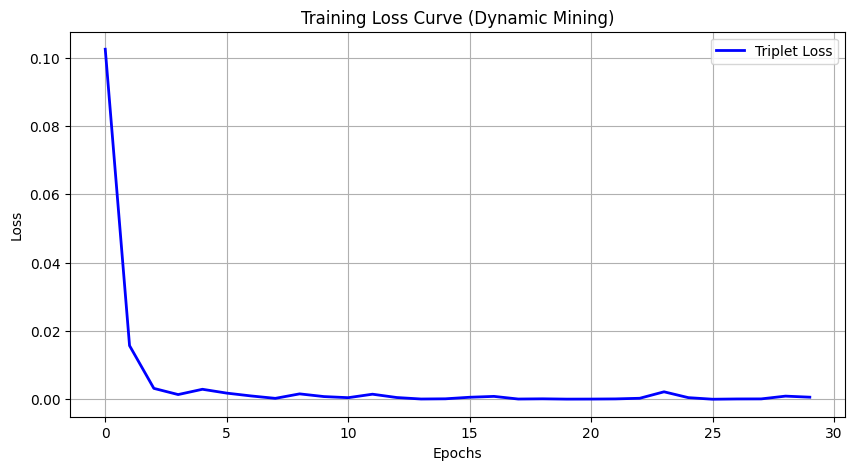 Training Loss Curve (Dynamic Mining)
Triplet Loss
0.10
0.08
0.06
0.04
0.02
0.00
Loss
0 5 10 15 20 25 30
Epochs